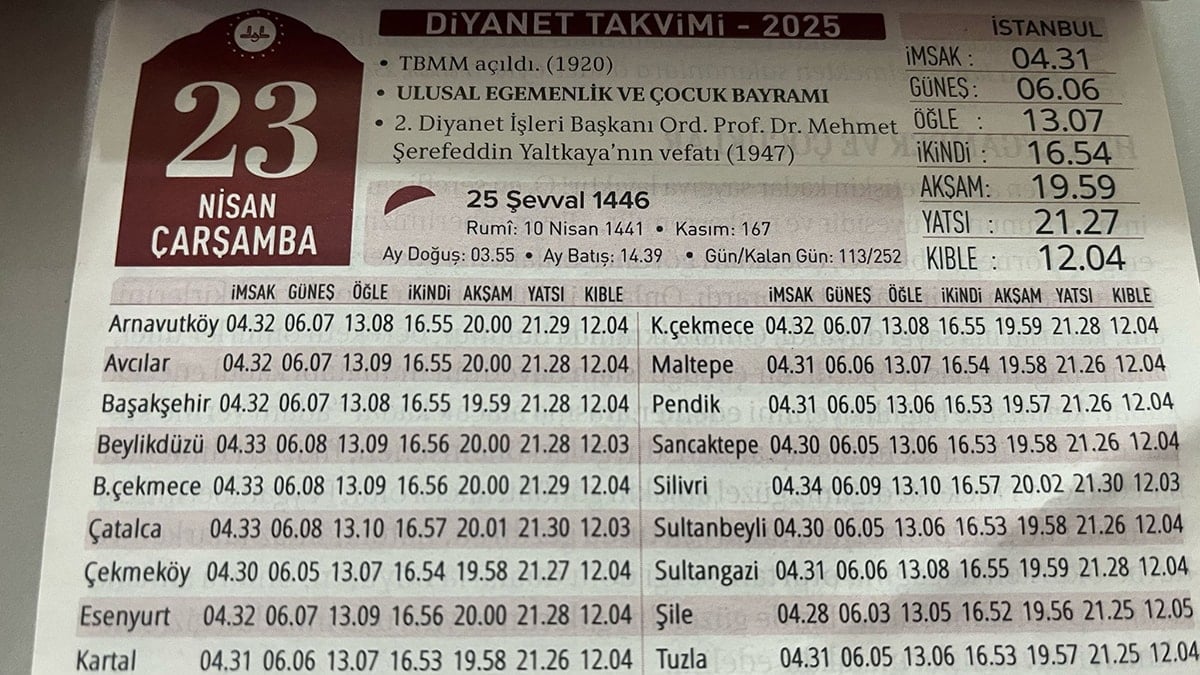 DİYANET TAKVİMİ - 2025
23
NİSAN
ÇARŞAMBA
• TBMM açıldı. (1920)
• ULUSAL EGEMENLİK VE ÇOCUK BAYRAMI
• 2. Diyanet İşleri Başkanı Ord. Prof. Dr. Mehmet
Şerefeddin Yaltkaya'nın vefatı (1947)
25 Şevval 1446
Rumî: 10 Nisan 1441 • Kasım: 167
Ay Doğuş: 03.55 • Ay Batış: 14.39 • Gün/Kalan Gün: 113/252
İSTANBUL
İMSAK : 04.31
GÜNEŞ: 06.06
ÖĞLE : 13.07
İKİNDİ : 16.54
AKŞAM: 19.59
YATSI : 21.27
KIBLE : 12.04
İMSAK GÜNEŞ ÖĞLE İKİNDİ AKŞAM YATSI KIBLE
Arnavutköy 04.32 06.07 13.08 16.55 20.00 21.29 12.04
Avcılar 04.32 06.07 13.09 16.55 20.00 21.28 12.04
Başakşehir 04.32 06.07 13.08 16.55 19.59 21.28 12.04
Beylikdüzü 04.33 06.08 13.09 16.56 20.00 21.28 12.03
B.çekmece 04.33 06.08 13.09 16.56 20.00 21.29 12.04
Çatalca 04.33 06.08 13.10 16.57 20.01 21.30 12.03
Çekmeköy 04.30 06.05 13.07 16.54 19.58 21.27 12.04
Esenyurt 04.32 06.07 13.09 16.56 20.00 21.28 12.04
Kartal 04.31 06.06 13.07 16.53 19.58 21.26 12.04
İMSAK GÜNEŞ ÖĞLE İKİNDİ AKŞAM YATSI KIBLE
K.çekmece 04.32 06.07 13.08 16.55 19.59 21.28 12.04
Maltepe 04.31 06.06 13.07 16.54 19.58 21.26 12.04
Pendik 04.31 06.05 13.06 16.53 19.57 21.26 12.04
Sancaktepe 04.30 06.05 13.06 16.53 19.58 21.26 12.04
Silivri 04.34 06.09 13.10 16.57 20.02 21.30 12.03
Sultanbeyli 04.30 06.05 13.06 16.53 19.58 21.26 12.04
Sultangazi 04.31 06.06 13.08 16.55 19.59 21.28 12.04
Şile 04.28 06.03 13.05 16.52 19.56 21.25 12.05
Tuzla 04.31 06.05 13.06 16.53 19.57 21.25 12.04